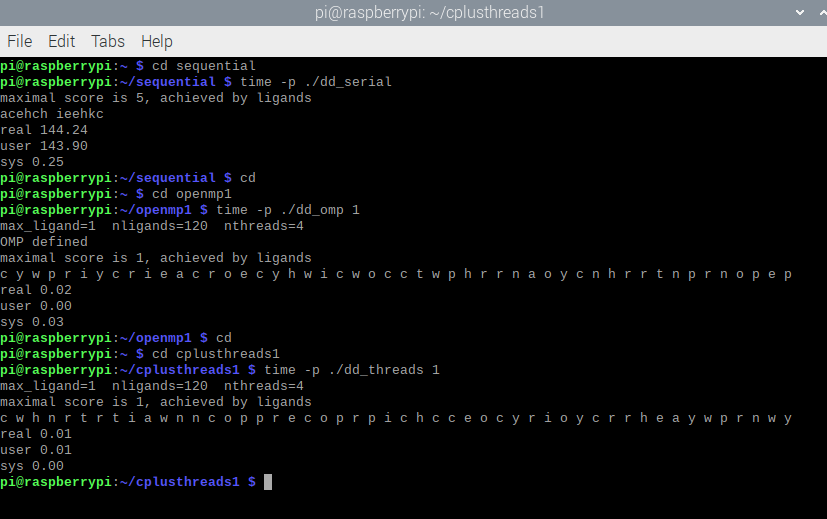 pi@raspberrypi: ~/cplusthreads1
File Edit Tabs Help
pi@raspberrypi:~ $ cd sequential
pi@raspberrypi:~/sequential $ time -p ./dd_serial
maximal score is 5, achieved by ligands
acehch ieehkc
real 144.24
user 143.90
sys 0.25
pi@raspberrypi:~/sequential $ cd
pi@raspberrypi:~ $ cd openmp1
pi@raspberrypi:~/openmp1 $ time -p ./dd_omp 1
max_ligand=1  nligands=120  nthreads=4
OMP defined
maximal score is 1, achieved by ligands
c y w p r i y c r i e a c r o e c y h w i c w o c c t w p h r r n a o y c n h r r t n p r n o p e p
real 0.02
user 0.00
sys 0.03
pi@raspberrypi:~/openmp1 $ cd
pi@raspberrypi:~ $ cd cplusthreads1
pi@raspberrypi:~/cplusthreads1 $ time -p ./dd_threads 1
max_ligand=1  nligands=120  nthreads=4
maximal score is 1, achieved by ligands
c w h n r t r t i a w n n c o p p r e c o p r p i c h c c e o c y r i o y c r r h e a y w p r n w y
real 0.01
user 0.01
sys 0.00
pi@raspberrypi:~/cplusthreads1 $